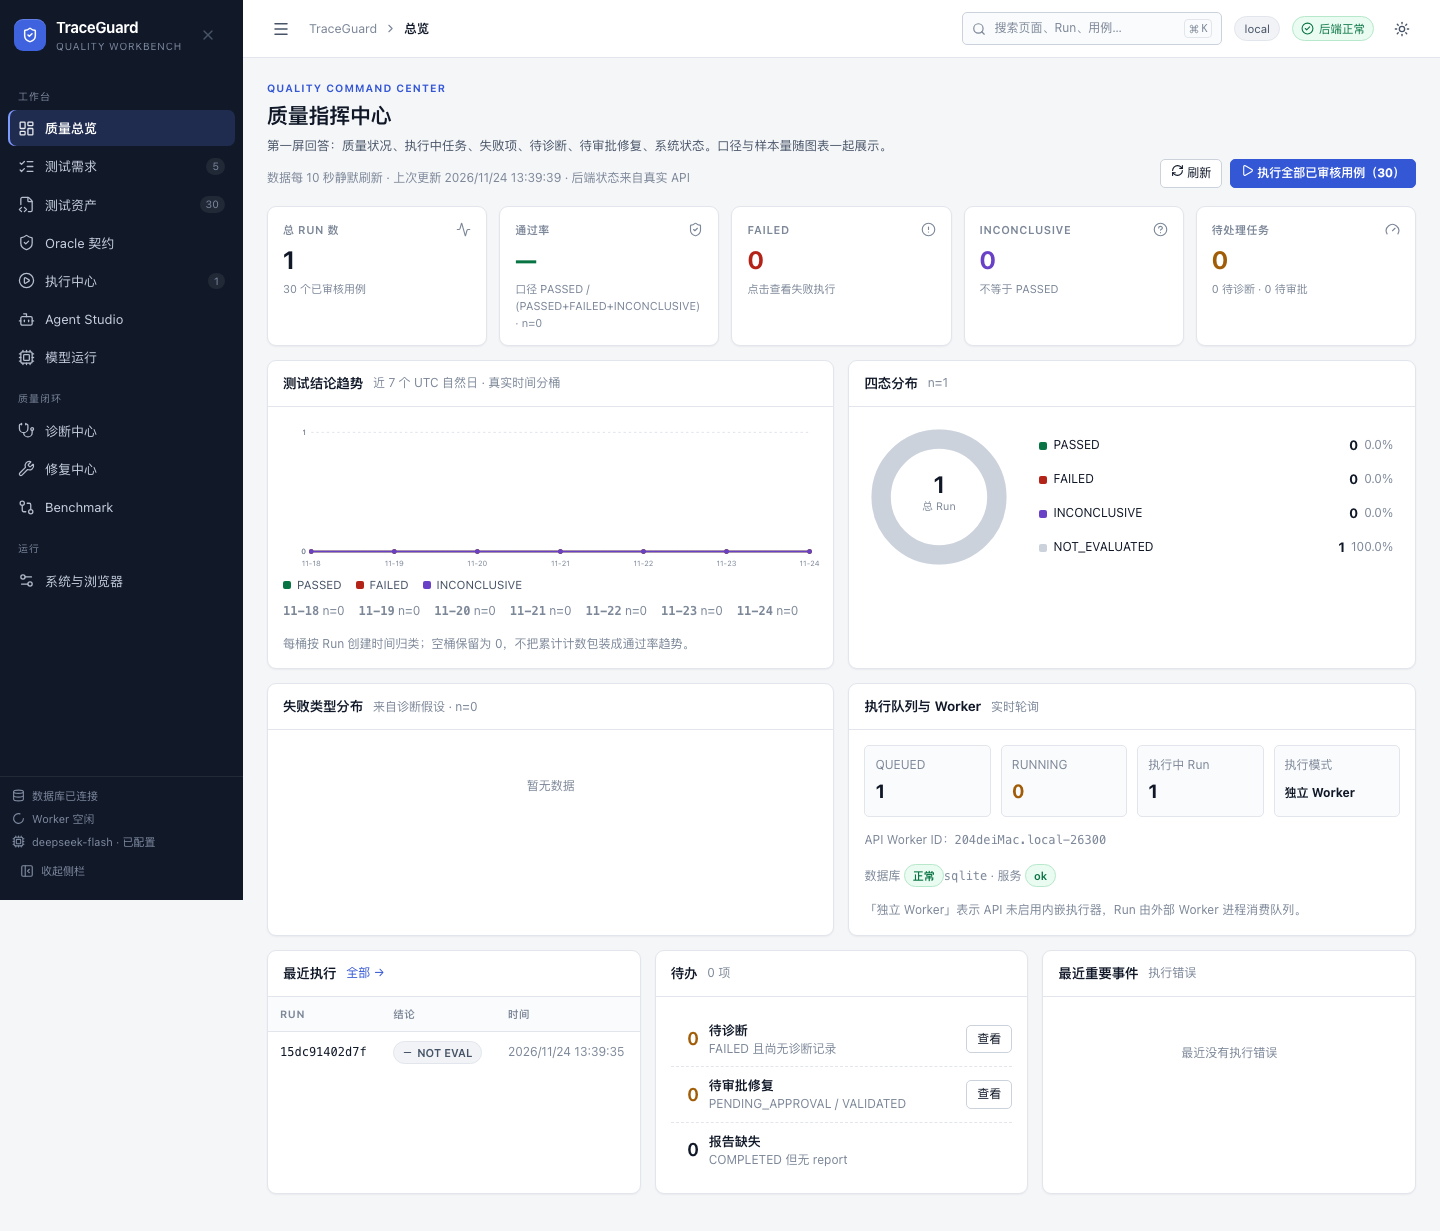 TraceGuard
QUALITY WORKBENCH
工作台
质量总览
测试需求 5
测试资产 30
Oracle 契约
执行中心 1
Agent Studio
模型运行
质量闭环
诊断中心
修复中心
Benchmark
运行
系统与浏览器
数据库已连接
Worker 空闲
deepseek-flash · 已配置
收起侧栏
TraceGuard > 总览
搜索页面、Run、用例... ⌘ K
local
后端正常
QUALITY COMMAND CENTER
质量指挥中心
第一屏回答：质量状况、执行中任务、失败项、待诊断、待审批修复、系统状态。口径与样本量随图表一起展示。
数据每 10 秒静默刷新 · 上次更新 2026/11/24 13:39:39 · 后端状态来自真实 API
刷新
执行全部已审核用例（30）
总 RUN 数
1
30 个已审核用例
通过率
—
口径 PASSED /
(PASSED+FAILED+INCONCLUSIVE)
· n=0
FAILED
0
点击查看失败执行
INCONCLUSIVE
0
不等于 PASSED
待处理任务
0
0 待诊断 · 0 待审批
测试结论趋势 近 7 个 UTC 自然日 · 真实时间分桶
1
0
11-18 11-19 11-20 11-21 11-22 11-23 11-24
PASSED FAILED INCONCLUSIVE
11-18 n=0 11-19 n=0 11-20 n=0 11-21 n=0 11-22 n=0 11-23 n=0 11-24 n=0
每桶按 Run 创建时间归类；空桶保留为 0，不把累计计数包装成通过率趋势。
四态分布 n=1
1
总 Run
PASSED 0 0.0%
FAILED 0 0.0%
INCONCLUSIVE 0 0.0%
NOT_EVALUATED 1 100.0%
失败类型分布 来自诊断假设 · n=0
暂无数据
执行队列与 Worker 实时轮询
QUEUED
1
RUNNING
0
执行中 Run
1
执行模式
独立 Worker
API Worker ID：204deiMac.local-26300
数据库 正常 sqlite · 服务 ok
「独立 Worker」表示 API 未启用内嵌执行器，Run 由外部 Worker 进程消费队列。
最近执行 全部 →
RUN 结论 时间
15dc91402d7f — NOT EVAL 2026/11/24 13:39:35
待办 0 项
0 待诊断
FAILED 且尚无诊断记录
查看
0 待审批修复
PENDING_APPROVAL / VALIDATED
查看
0 报告缺失
COMPLETED 但无 report
最近重要事件 执行错误
最近没有执行错误